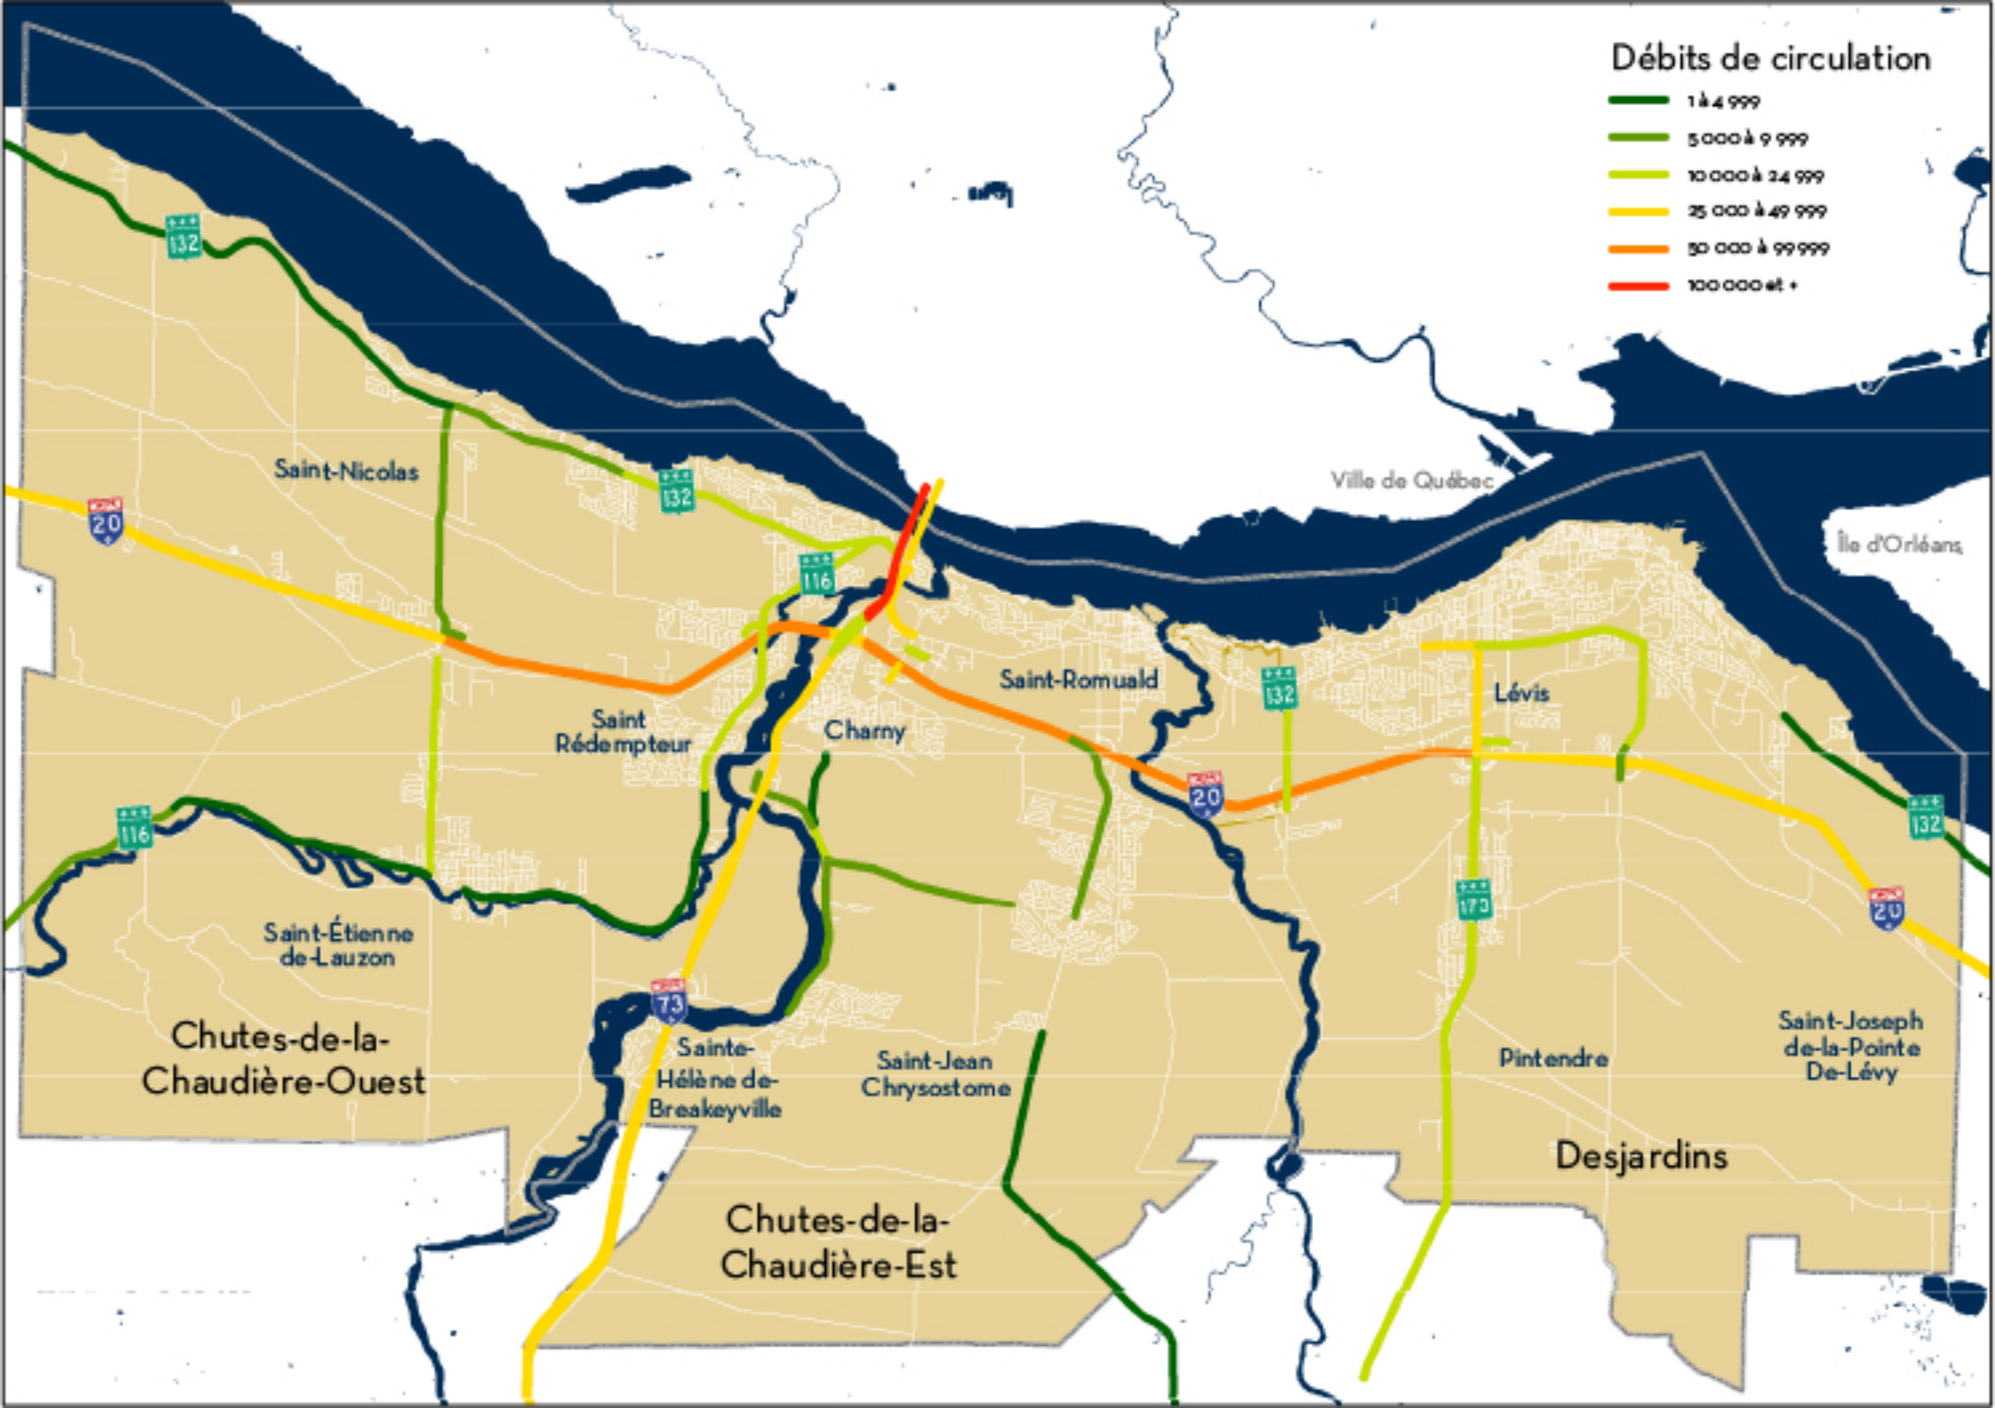 Débits de circulation
1 à 4 999
5 000 à 9 999
10 000 à 24 999
25 000 à 49 999
50 000 à 99 999
100 000 et +
132
Saint-Nicolas
20
132
Ville de Québec
Île d'Orléans
116
Saint-Romuald
132
Lévis
Saint
Rédempteur
Charny
20
116
132
173
20
Saint-Étienne
de-Lauzon
73
Chutes-de-la-
Chaudière-Ouest
Sainte-
Hélène de-
Breakeyville
Saint-Jean
Chrysostome
Pintendre
Saint-Joseph
de-la-Pointe
De-Lévy
Desjardins
Chutes-de-la-
Chaudière-Est